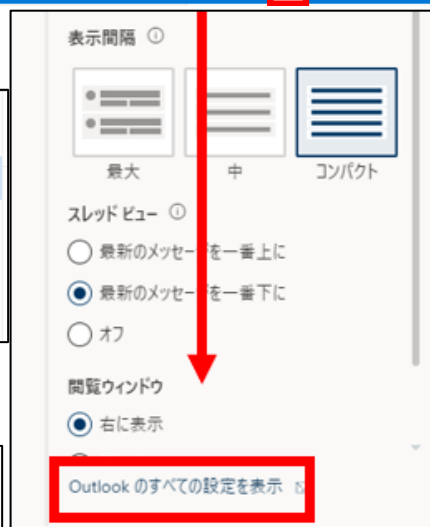 表示間隔
最大
中
コンパクト
スレッド ビュー
最新のメッセージを一番上に
最新のメッセージを一番下に
オフ
閲覧ウィンドウ
右に表示
Outlook のすべての設定を表示